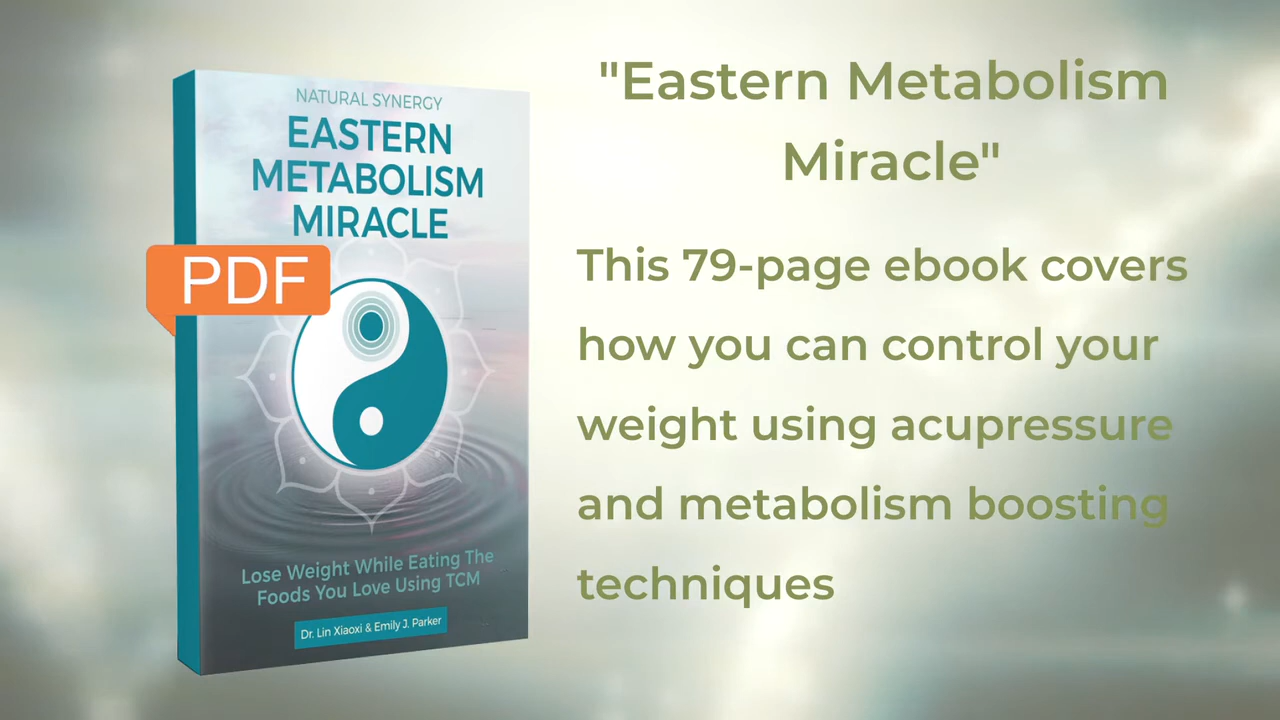 NATURAL SYNERGY
EASTERN
METABOLISM
MIRACLE
PDF
Lose Weight While Eating The
Foods You Love Using TCM
Dr. Lin Xiaoxi & Emily J. Parker
"Eastern Metabolism
Miracle"
This 79-page ebook covers
how you can control your
weight using acupressure
and metabolism boosting
techniques